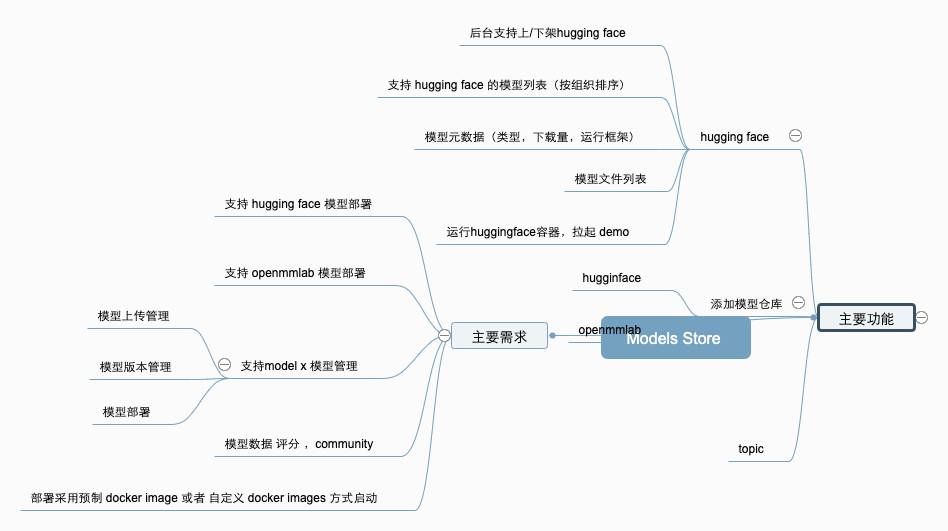 后台支持上/下架hugging face
支持 hugging face 的模型列表（按组织排序）
模型元数据（类型，下载量，运行框架）
hugging face
模型文件列表
支持 hugging face 模型部署
运行huggingface容器，拉起 demo
支持 openmmlab 模型部署
hugginface
添加模型仓库
模型上传管理
主要功能
主要需求
openmmlab
Models Store
模型版本管理
支持model x 模型管理
模型部署
模型数据 评分 ，community
topic
部署采用预制 docker image 或者 自定义 docker images 方式启动